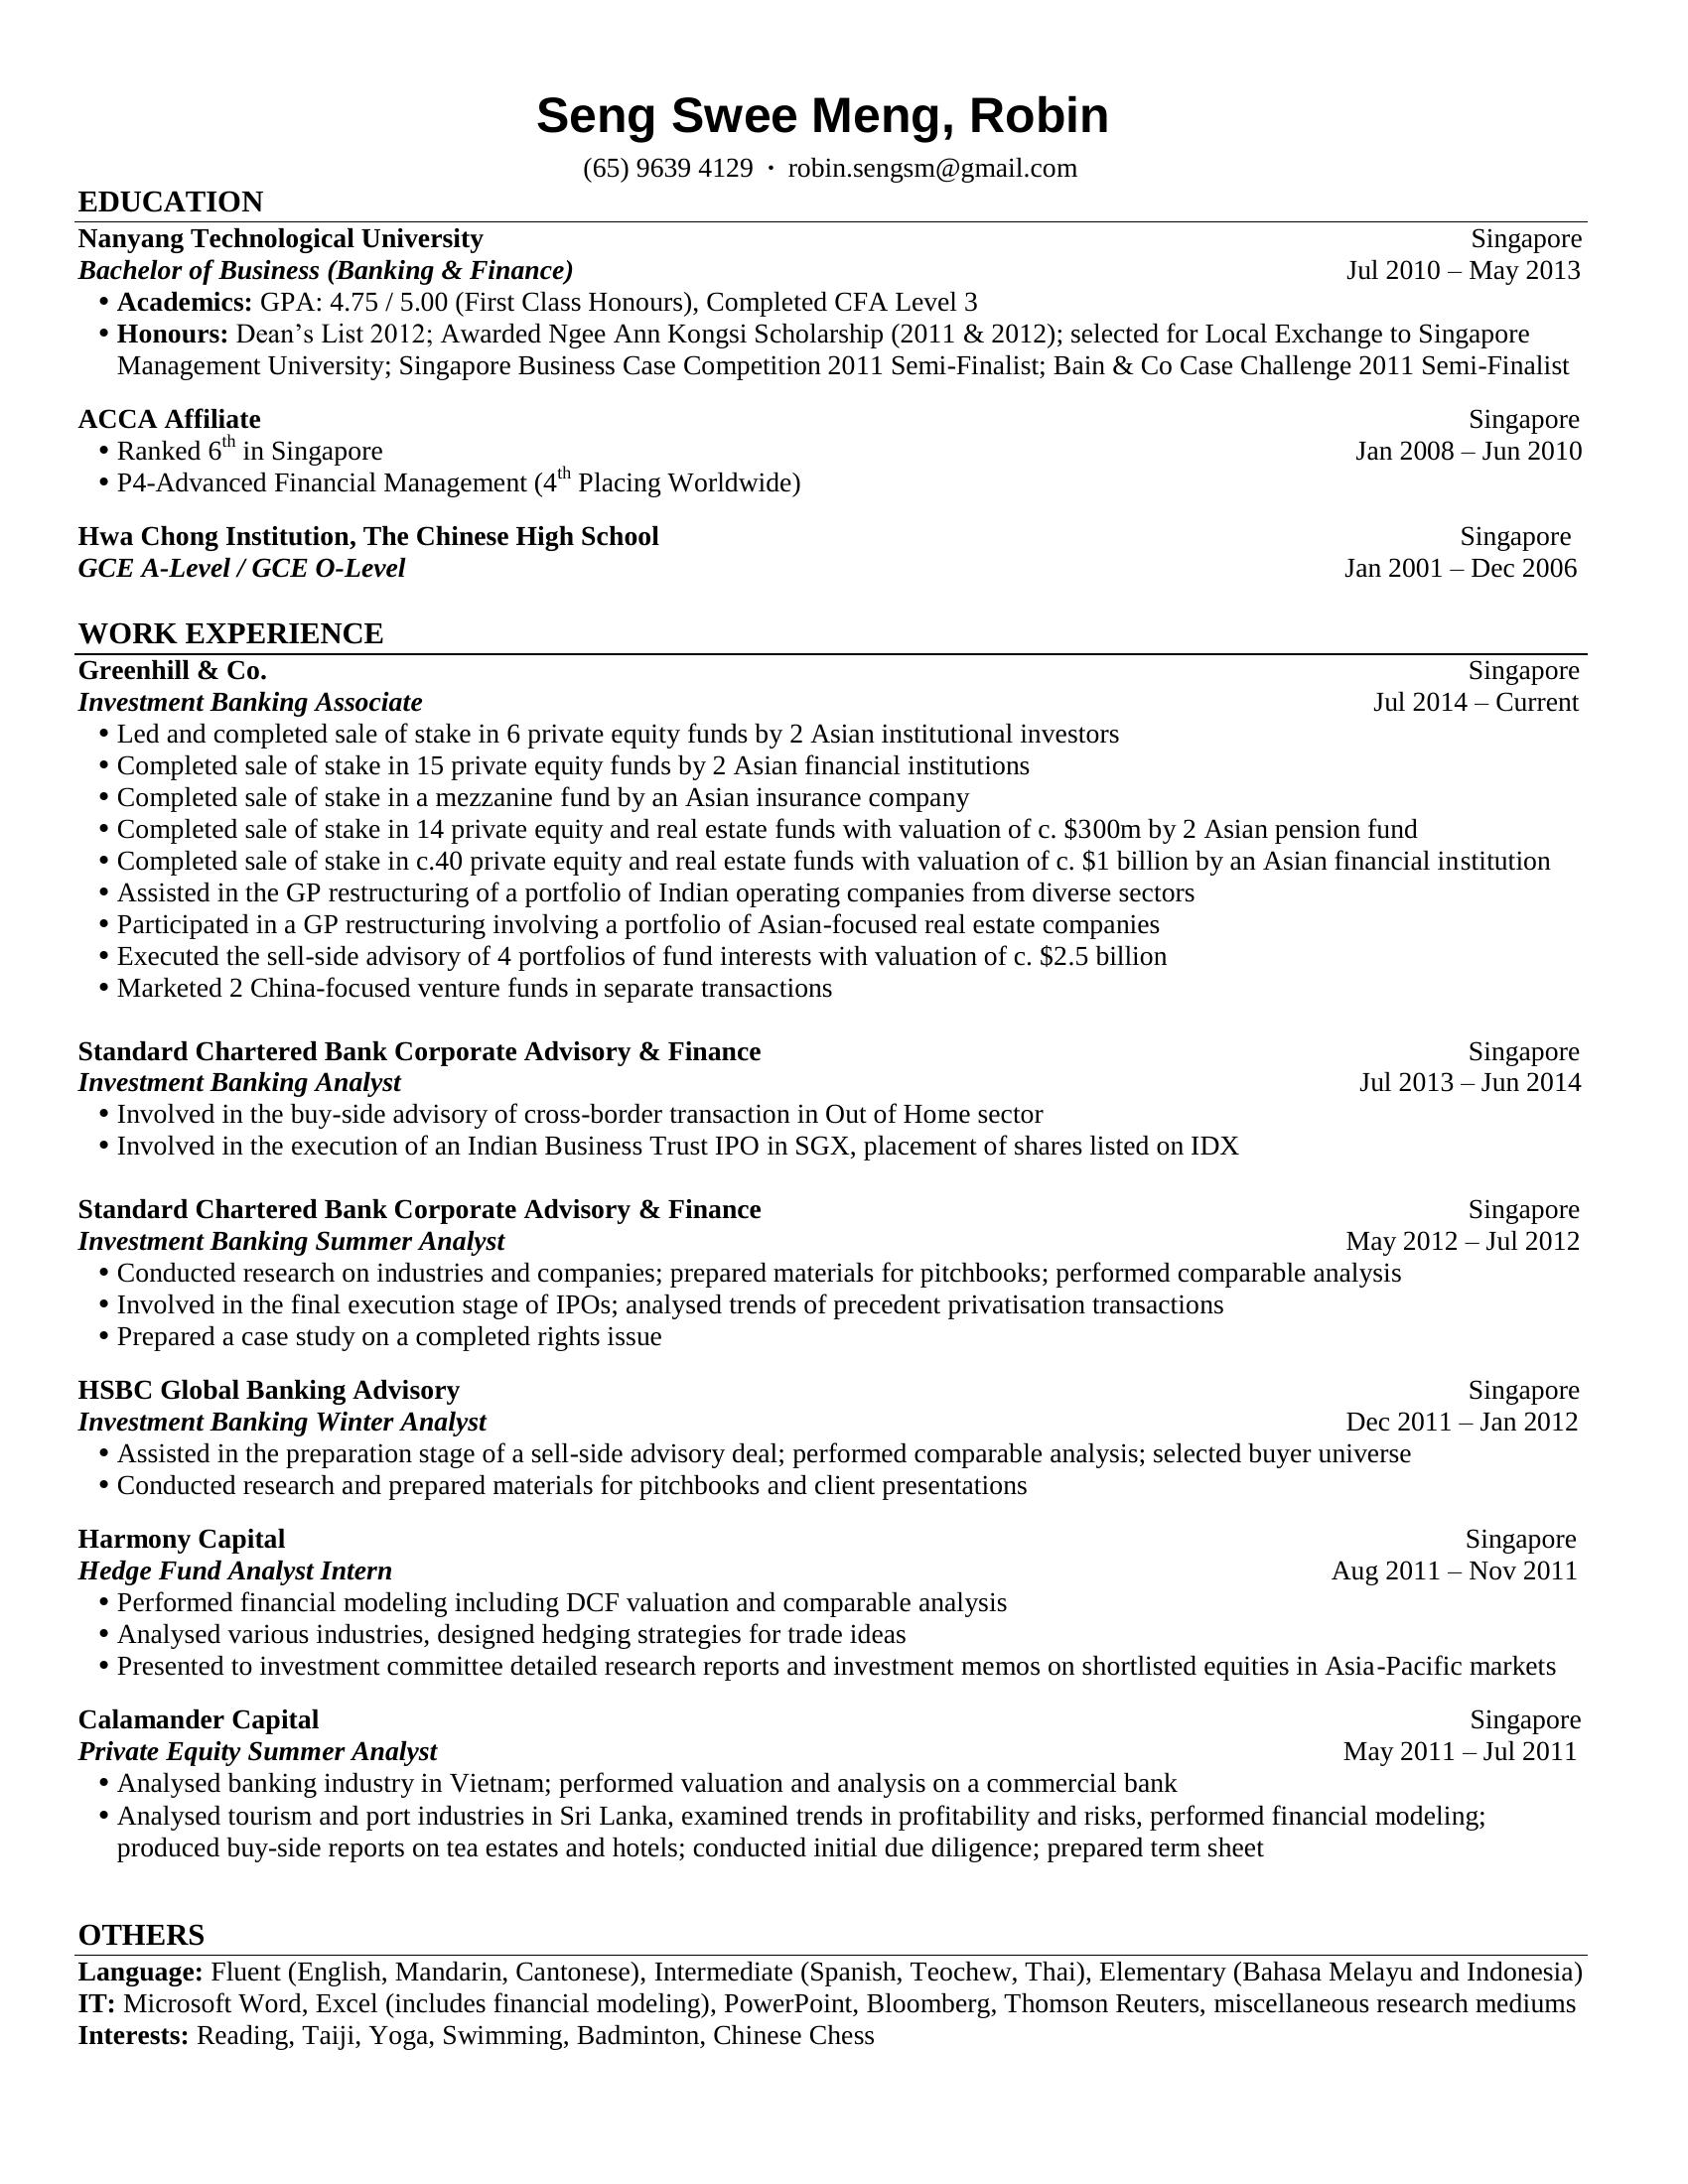 Seng Swee Meng, Robin
(65) 9639 4129 · robin.sengsm@gmail.com
EDUCATION
Nanyang Technological University Singapore
Bachelor of Business (Banking & Finance) Jul 2010 – May 2013
• Academics: GPA: 4.75 / 5.00 (First Class Honours), Completed CFA Level 3
• Honours: Dean’s List 2012; Awarded Ngee Ann Kongsi Scholarship (2011 & 2012); selected for Local Exchange to Singapore
Management University; Singapore Business Case Competition 2011 Semi-Finalist; Bain & Co Case Challenge 2011 Semi-Finalist
ACCA Affiliate Singapore
• Ranked 6th in Singapore Jan 2008 – Jun 2010
• P4-Advanced Financial Management (4th Placing Worldwide)
Hwa Chong Institution, The Chinese High School Singapore
GCE A-Level / GCE O-Level Jan 2001 – Dec 2006
WORK EXPERIENCE
Greenhill & Co. Singapore
Investment Banking Associate Jul 2014 – Current
• Led and completed sale of stake in 6 private equity funds by 2 Asian institutional investors
• Completed sale of stake in 15 private equity funds by 2 Asian financial institutions
• Completed sale of stake in a mezzanine fund by an Asian insurance company
• Completed sale of stake in 14 private equity and real estate funds with valuation of c. $300m by 2 Asian pension fund
• Completed sale of stake in c.40 private equity and real estate funds with valuation of c. $1 billion by an Asian financial institution
• Assisted in the GP restructuring of a portfolio of Indian operating companies from diverse sectors
• Participated in a GP restructuring involving a portfolio of Asian-focused real estate companies
• Executed the sell-side advisory of 4 portfolios of fund interests with valuation of c. $2.5 billion
• Marketed 2 China-focused venture funds in separate transactions
Standard Chartered Bank Corporate Advisory & Finance Singapore
Investment Banking Analyst Jul 2013 – Jun 2014
• Involved in the buy-side advisory of cross-border transaction in Out of Home sector
• Involved in the execution of an Indian Business Trust IPO in SGX, placement of shares listed on IDX
Standard Chartered Bank Corporate Advisory & Finance Singapore
Investment Banking Summer Analyst May 2012 – Jul 2012
• Conducted research on industries and companies; prepared materials for pitchbooks; performed comparable analysis
• Involved in the final execution stage of IPOs; analysed trends of precedent privatisation transactions
• Prepared a case study on a completed rights issue
HSBC Global Banking Advisory Singapore
Investment Banking Winter Analyst Dec 2011 – Jan 2012
• Assisted in the preparation stage of a sell-side advisory deal; performed comparable analysis; selected buyer universe
• Conducted research and prepared materials for pitchbooks and client presentations
Harmony Capital Singapore
Hedge Fund Analyst Intern Aug 2011 – Nov 2011
• Performed financial modeling including DCF valuation and comparable analysis
• Analysed various industries, designed hedging strategies for trade ideas
• Presented to investment committee detailed research reports and investment memos on shortlisted equities in Asia-Pacific markets
Calamander Capital Singapore
Private Equity Summer Analyst May 2011 – Jul 2011
• Analysed banking industry in Vietnam; performed valuation and analysis on a commercial bank
• Analysed tourism and port industries in Sri Lanka, examined trends in profitability and risks, performed financial modeling;
produced buy-side reports on tea estates and hotels; conducted initial due diligence; prepared term sheet
OTHERS
Language: Fluent (English, Mandarin, Cantonese), Intermediate (Spanish, Teochew, Thai), Elementary (Bahasa Melayu and Indonesia)
IT: Microsoft Word, Excel (includes financial modeling), PowerPoint, Bloomberg, Thomson Reuters, miscellaneous research mediums
Interests: Reading, Taiji, Yoga, Swimming, Badminton, Chinese Chess